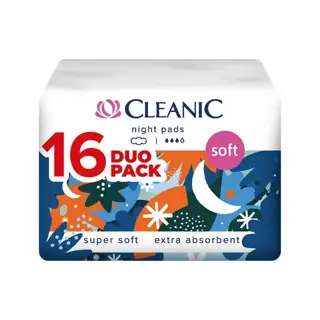 CLEANIC
night pads
soft
16 DUO
PACK
super soft extra absorbent